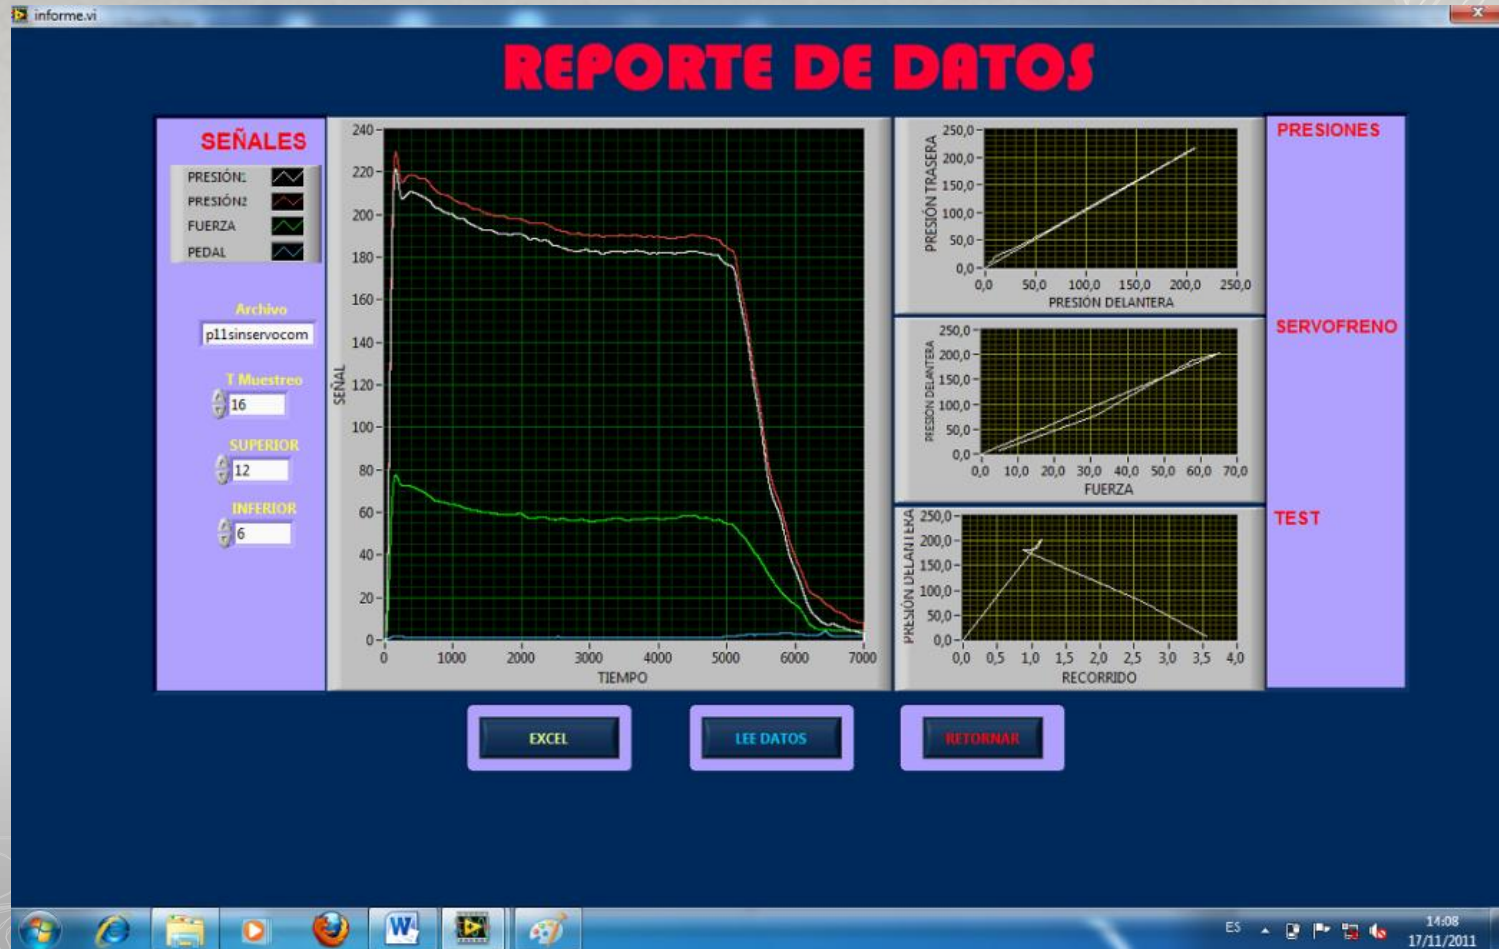 informe.vi
REPORTE DE DATOS
SEÑALES
PRESIÓN1
PRESIÓN2
FUERZA
PEDAL
Archivo
p11sinservocom
T Muestreo
16
SUPERIOR
12
INFERIOR
6
SEÑAL
240
220
200
180
160
140
120
100
80
60
40
20
0
0 1000 2000 3000 4000 5000 6000 7000
TIEMPO
PRESIÓN TRASERA
250,0
200,0
150,0
100,0
50,0
0,0
0,0 50,0 100,0 150,0 200,0 250,0
PRESIÓN DELANTERA
PRESIONES
PRESIÓN DELANTERA
250,0
200,0
150,0
100,0
50,0
0,0
0,0 10,0 20,0 30,0 40,0 50,0 60,0 70,0
FUERZA
SERVOFRENO
PRESIÓN DELANTERA
250,0
200,0
150,0
100,0
50,0
0,0
0,0 0,5 1,0 1,5 2,0 2,5 3,0 3,5 4,0
RECORRIDO
TEST
EXCEL
LEE DATOS
RETORNAR
ES
14:08
17/11/2011